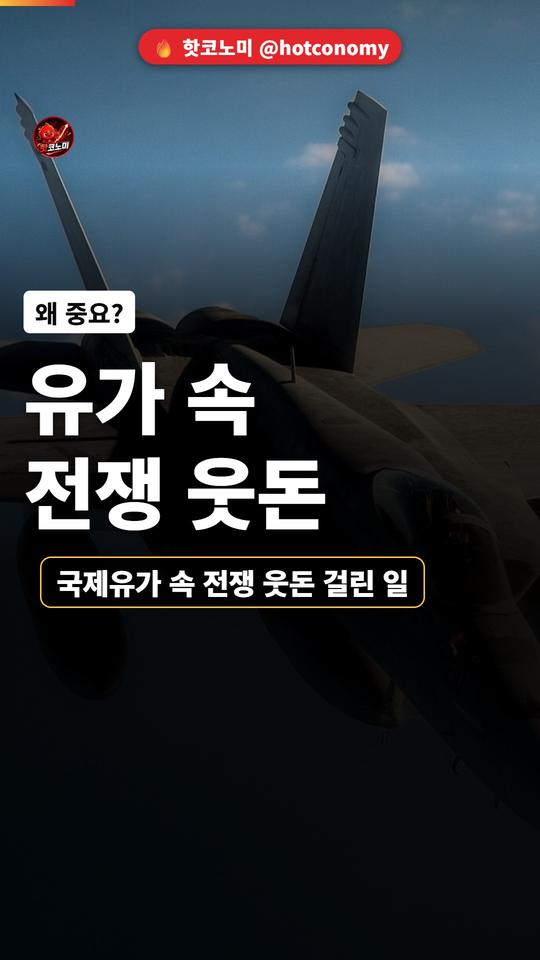 핫코노미 @hotconomy
핫코노미
왜 중요?
유가 속
전쟁 웃돈
국제유가 속 전쟁 웃돈 걸린 일